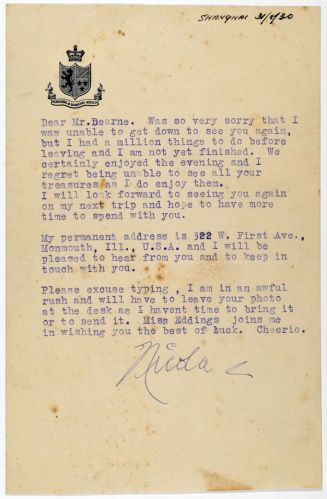 SHANGHAI 31/5/30
Dear Mr.Bearne. Was so very sorry that I
was unable to get down to see you again,
but I had a million things to do before
leaving and I am not yet finished. We
certainly enjoyed the evening and I
regret being unable to see all your
treasures as I do enjoy them.
I will look forward to seeing you again
on my next trip and hope to have more
time to spend with you.
My permanent address is 522 W. First Ave.,
Monmouth, Ill., U.S.A. and I will be
pleased to hear from you and to keep in
touch with you.
Please excuse typing , I am in an awful
rush and will have to leave your photo
at the desk as I havent time to bring it
or to send it. Miss Eddings joins me
in wishing you the best of luck. Cheerio.